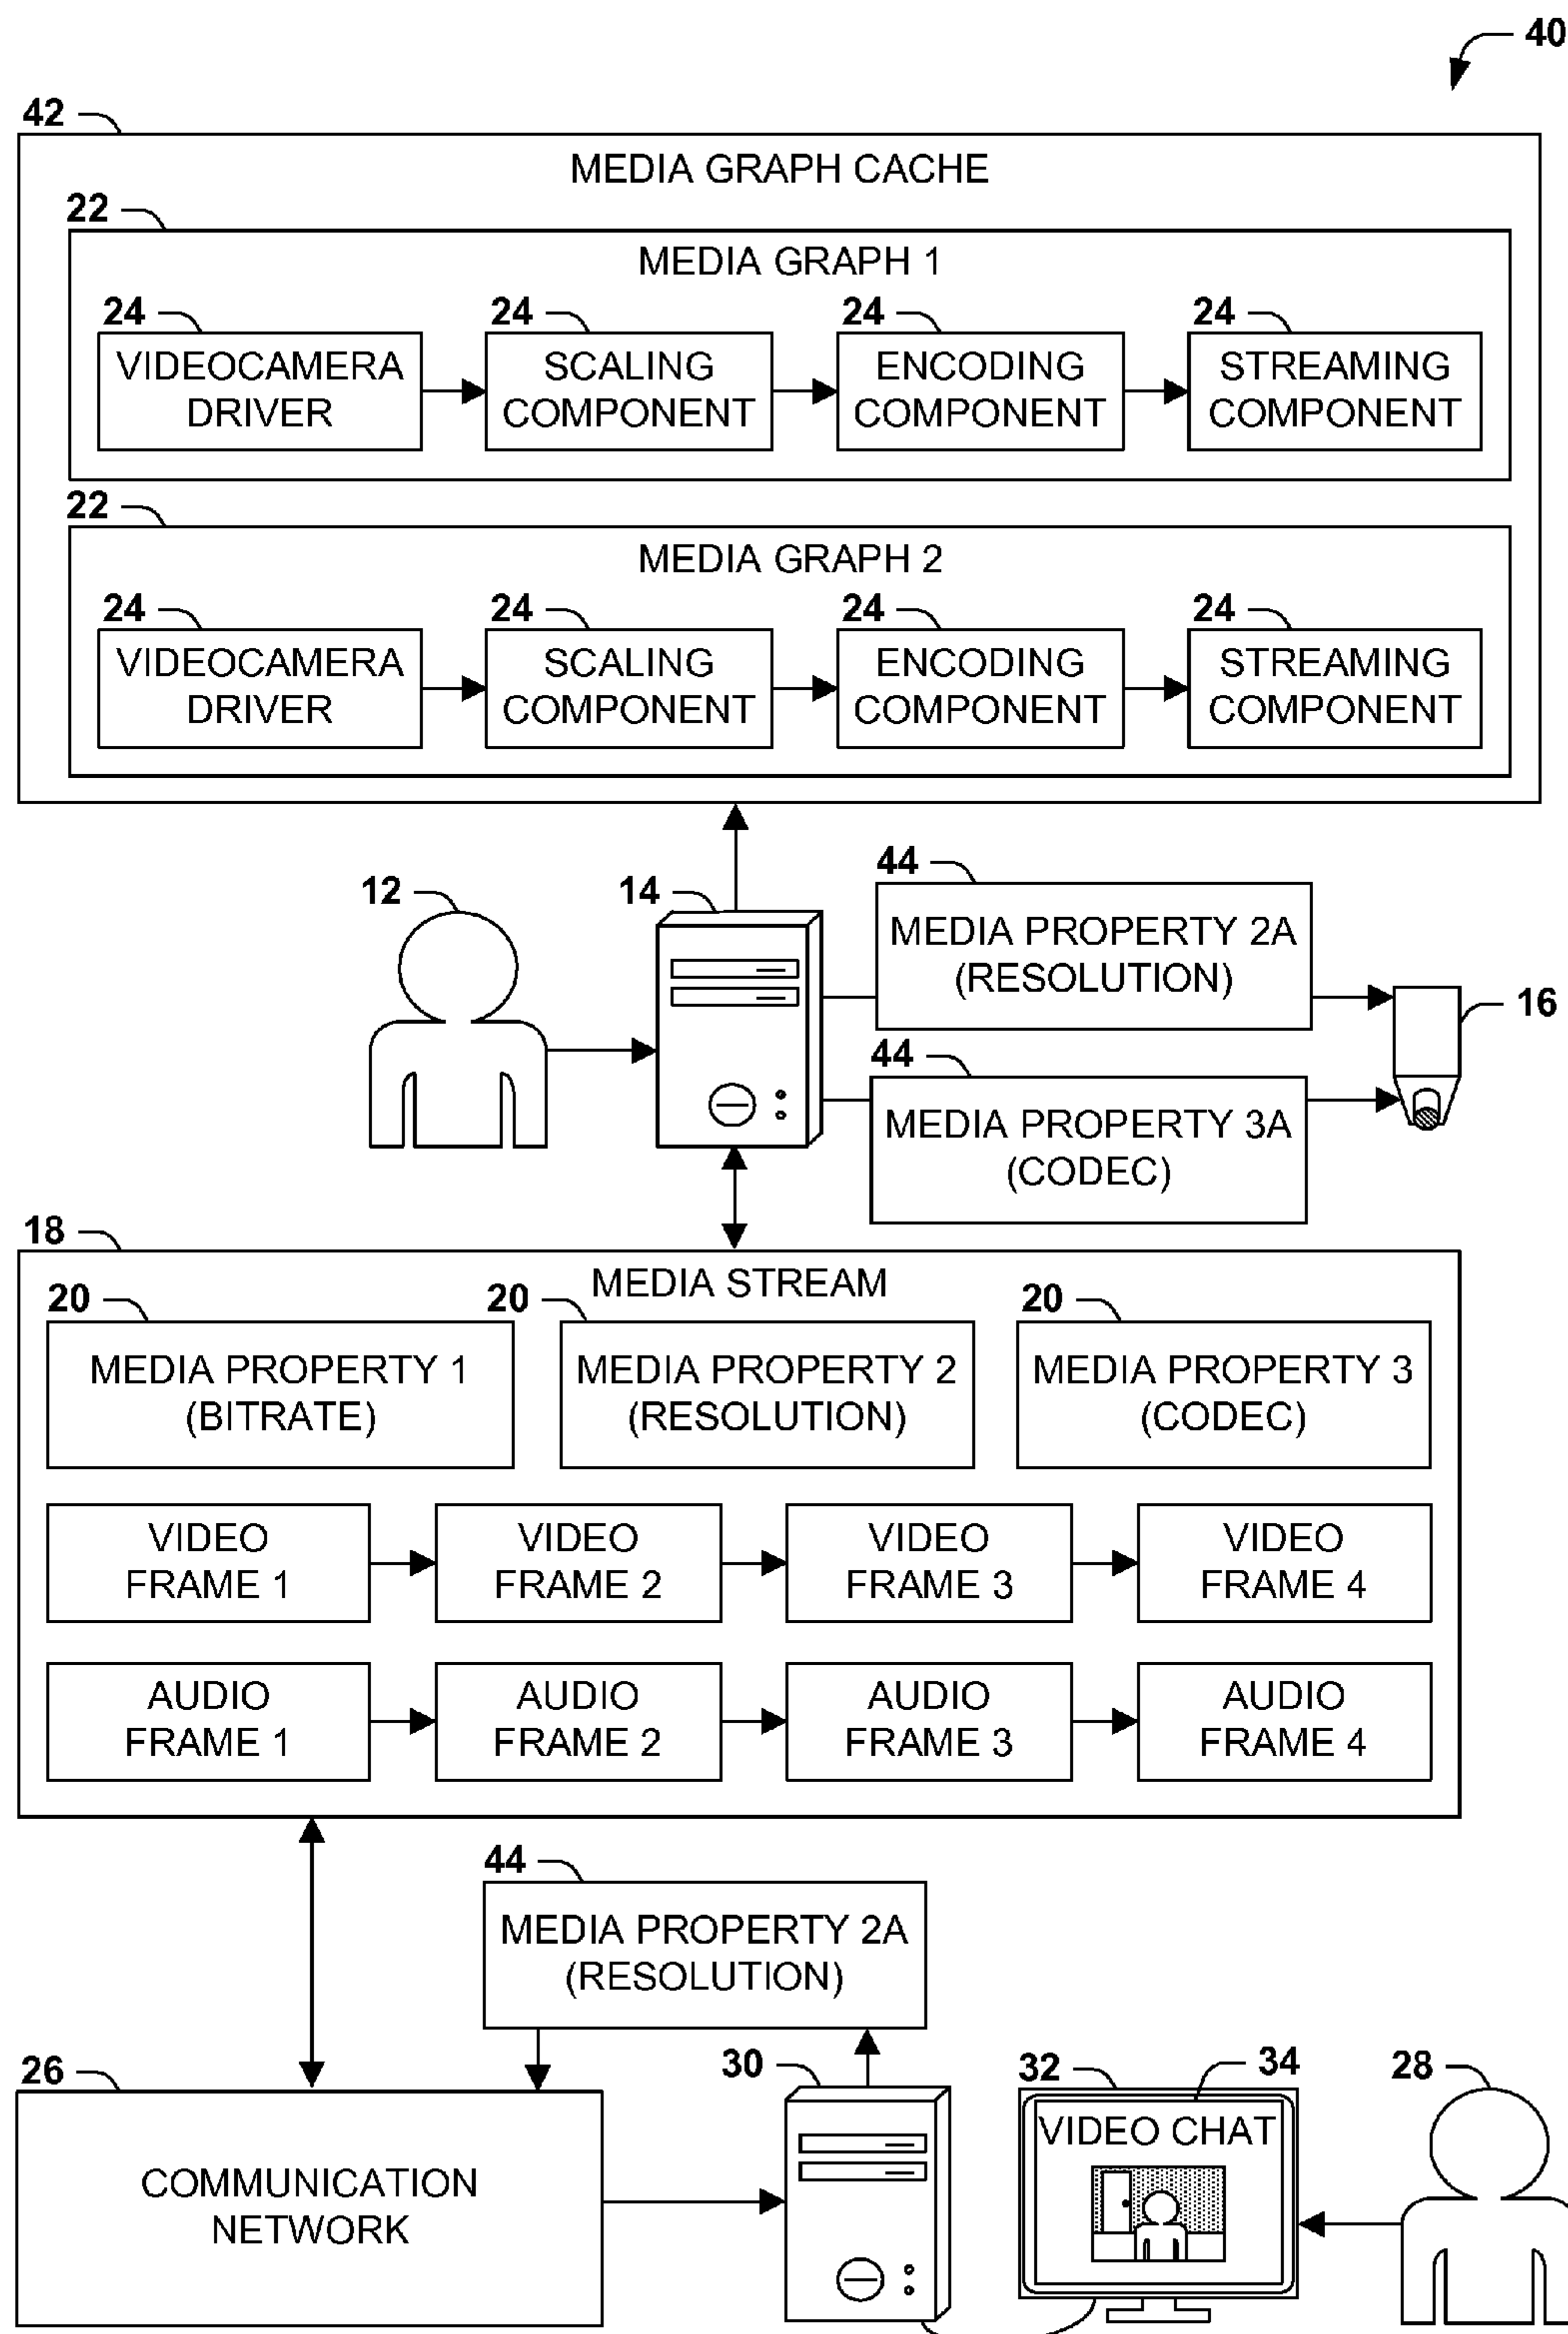 40
42
MEDIA GRAPH CACHE
22
MEDIA GRAPH 1
24
24
24
24
VIDEOCAMERA
DRIVER
SCALING
COMPONENT
ENCODING
COMPONENT
STREAMING
COMPONENT
22
MEDIA GRAPH 2
24
24
24
24
VIDEOCAMERA
DRIVER
SCALING
COMPONENT
ENCODING
COMPONENT
STREAMING
COMPONENT
12
14
44
MEDIA PROPERTY 2A
(RESOLUTION)
16
44
MEDIA PROPERTY 3A
(CODEC)
18
MEDIA STREAM
20
20
20
MEDIA PROPERTY 1
(BITRATE)
MEDIA PROPERTY 2
(RESOLUTION)
MEDIA PROPERTY 3
(CODEC)
VIDEO
FRAME 1
VIDEO
FRAME 2
VIDEO
FRAME 3
VIDEO
FRAME 4
AUDIO
FRAME 1
AUDIO
FRAME 2
AUDIO
FRAME 3
AUDIO
FRAME 4
44
MEDIA PROPERTY 2A
(RESOLUTION)
26
COMMUNICATION
NETWORK
30
32
34
VIDEO CHAT
28